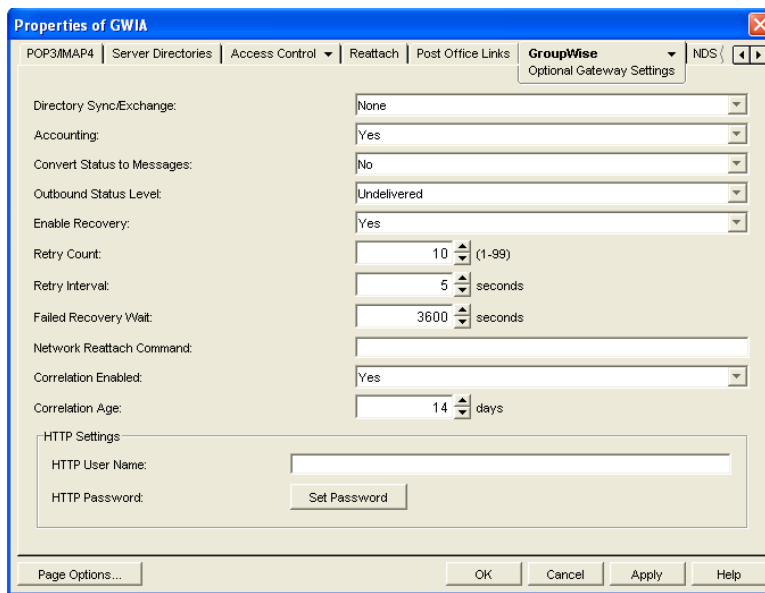 Properties of GWIA
POP3/IMAP4 Server Directories Access Control Reattach Post Office Links GroupWise NDS
Optional Gateway Settings
Directory Sync/Exchange: None
Accounting: Yes
Convert Status to Messages: No
Outbound Status Level: Undelivered
Enable Recovery: Yes
Retry Count: 10 (1-99)
Retry Interval: 5 seconds
Failed Recovery Wait: 3600 seconds
Network Reattach Command:
Correlation Enabled: Yes
Correlation Age: 14 days
HTTP Settings
HTTP User Name:
HTTP Password: Set Password
Page Options... OK Cancel Apply Help